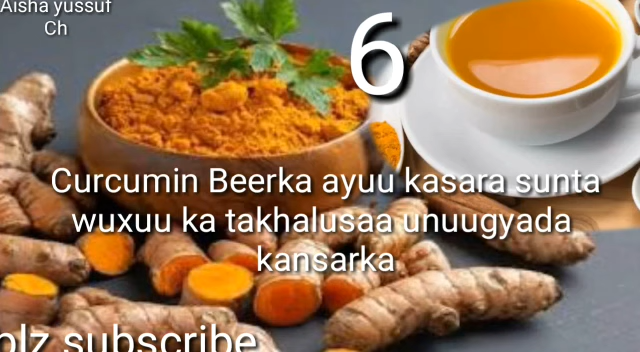 Aisha yussuf
Ch
6
Curcumin Beerka ayuu kasara sunta
wuxuu ka takhalusaa unuugyada
kansarka
plz subscribe